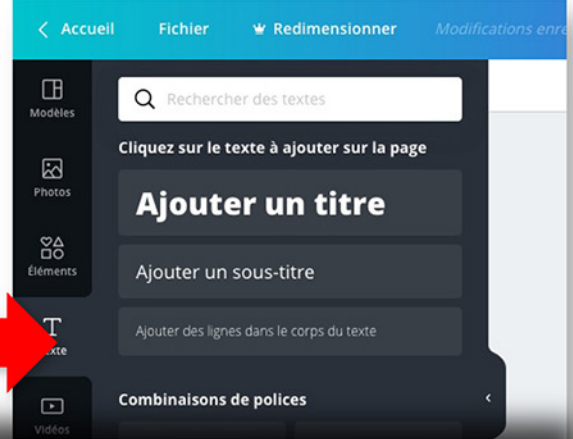 Accueil Fichier Redimensionner Modifications enre
Modèles
Rechercher des textes
Cliquez sur le texte à ajouter sur la page
Photos
Ajouter un titre
Éléments
Ajouter un sous-titre
Texte
Ajouter des lignes dans le corps du texte
Combinaisons de polices
Vidéos